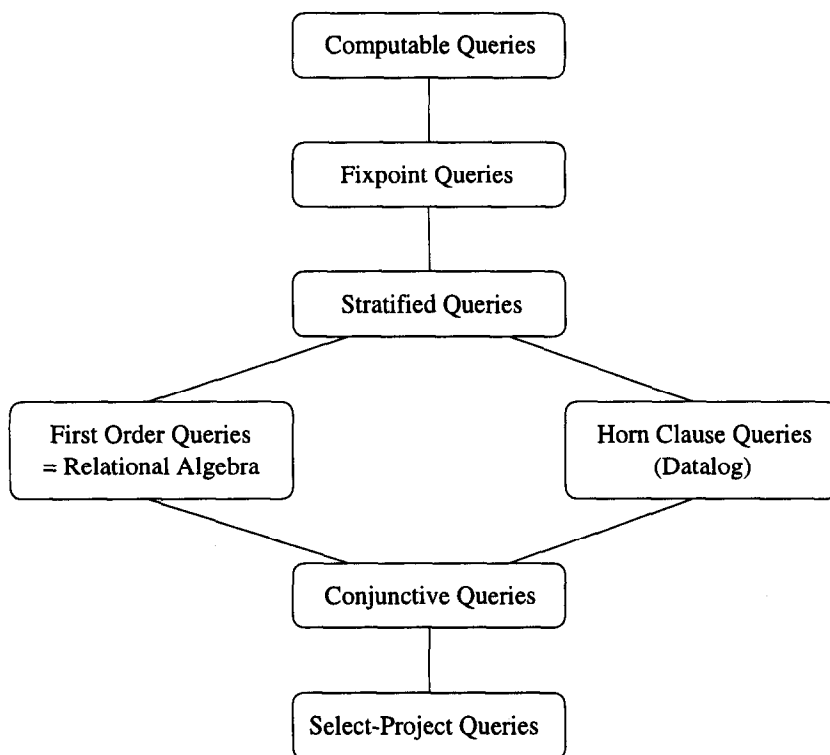 Computable Queries
Fixpoint Queries
Stratified Queries
First Order Queries
= Relational Algebra
Horn Clause Queries
(Datalog)
Conjunctive Queries
Select-Project Queries